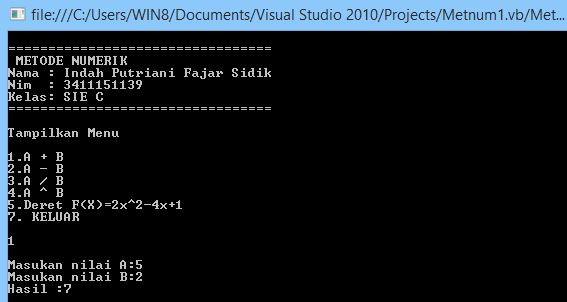 file:///C:/Users/WIN8/Documents/Visual Studio 2010/Projects/Metnum1.vb/Met...
=================================
METODE NUMERIK
Nama : Indah Putriani Fajar Sidik
Nim : 3411151139
Kelas: SIE C
=================================
Tampilkan Menu
1.A + B
2.A - B
3.A / B
4.A ^ B
5.Deret F(X)=2x^2-4x+1
7. KELUAR
1
Masukan nilai A:5
Masukan nilai B:2
Hasil :7